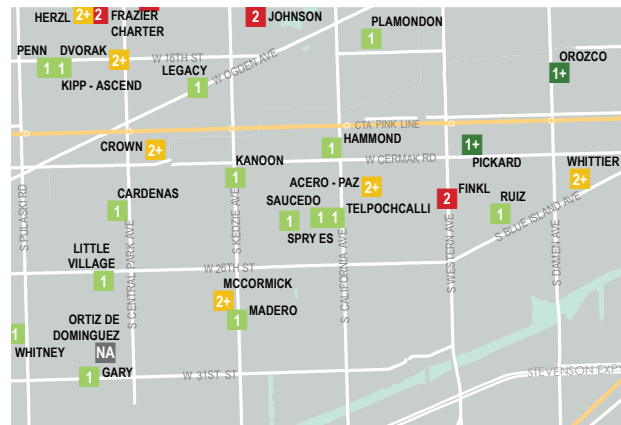 HERZL 2+ 2 FRAZIER CHARTER
2 JOHNSON
PLAMONDON
1
PENN DVORAK 2+
1 1
KIPP - ASCEND
W 16TH ST
LEGACY
1
W OGDEN AVE
OROZCO
1+
CTA PINK LINE
CROWN 2+
HAMMOND
1
W CERMAK RD
1+
PICKARD
KANOON
1
ACERO - PAZ 2+
WHITTIER
2+
FINKL
2
RUIZ
1
S BLUE ISLAND AVE
CARDENAS
1
SAUCEDO
1
1 1 TELPOCHCALLI
SPRY ES
S PULASKI RD
S CENTRAL PARK AVE
S KEDZIE AVE
S CALIFORNIA AVE
S WESTERN AVE
S DAMEN AVE
LITTLE
VILLAGE
1
W 26TH ST
MCCORMICK
2+
1 MADERO
ORTIZ DE
DOMINGUEZ
NA
1
WHITNEY
1 GARY
W 31ST ST
STEVENSON EXPY